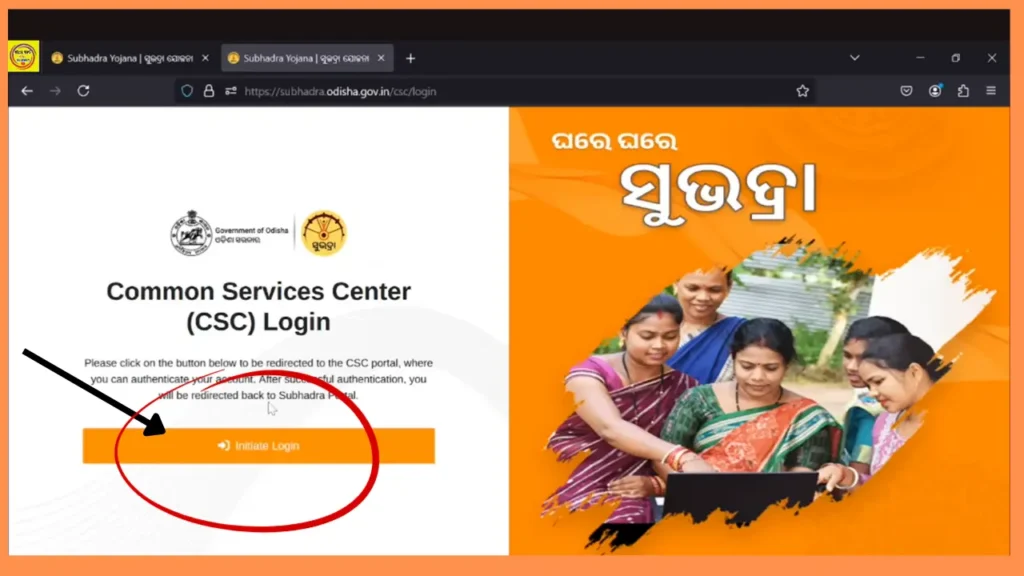 Subhadra Yojana | ସୁଭଦ୍ରା ଯୋଜନା
Subhadra Yojana | ସୁଭଦ୍ରା ଯୋଜନା
https://subhadra.odisha.gov.in/csc/login
Government of Odisha
ଓଡ଼ିଶା ସରକାର
ସୁଭଦ୍ରା
Common Services Center
(CSC) Login
Please click on the button below to be redirected to the CSC portal, where
you can authenticate your account. After successful authentication, you
will be redirected back to Subhadra Portal.
Initiate Login
ଘରେ ଘରେ
ସୁଭଦ୍ରା